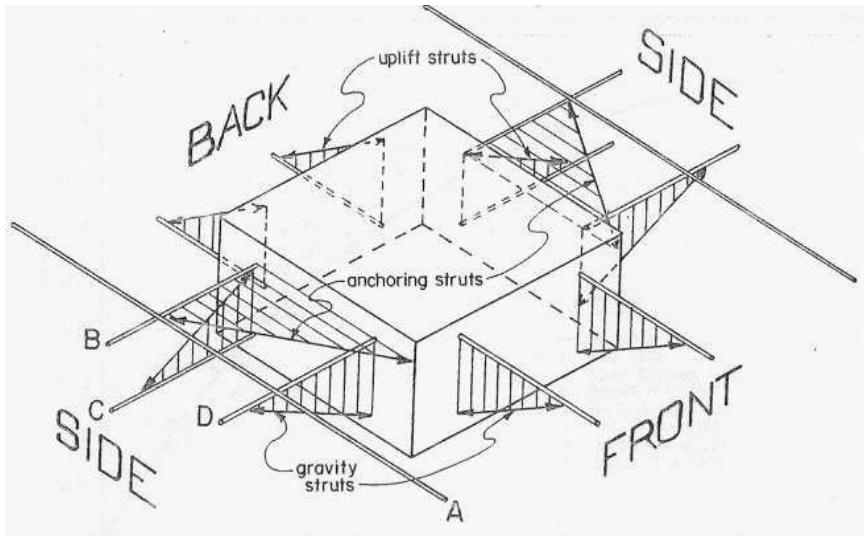 uplift struts
SIDE
BACK
anchoring struts
B
C
D
SIDE
FRONT
gravity
struts
A